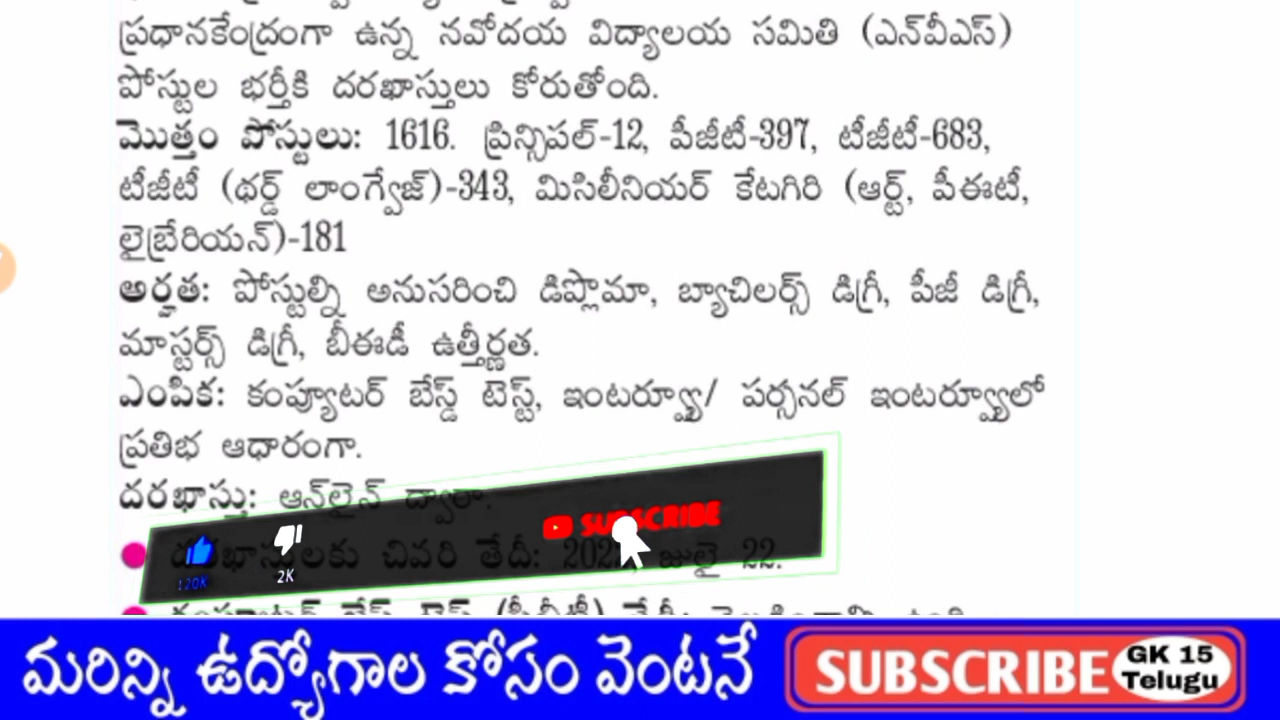 ప్రధానకేంద్రంగా ఉన్న నవోదయ విద్యాలయ సమితి (ఎన్‌వీఎస్)
పోస్టుల భర్తీకి దరఖాస్తులు కోరుతోంది.
మొత్తం పోస్టులు: 1616. ప్రిన్సిపల్-12, పీజీటీ-397, టీజీటీ-683,
టీజీటీ (థర్డ్ లాంగ్వేజ్)-343, మిసిలీనియర్ కేటగిరి (ఆర్ట్, పీఈటీ,
లైబ్రేరియన్)-181
అర్హత: పోస్టుల్ని అనుసరించి డిప్లొమా, బ్యాచిలర్స్ డిగ్రీ, పీజీ డిగ్రీ,
మాస్టర్స్ డిగ్రీ, బీఈడీ ఉత్తీర్ణత.
ఎంపిక: కంప్యూటర్ బేస్డ్ టెస్ట్, ఇంటర్వ్యూ/ పర్సనల్ ఇంటర్వ్యూలో
ప్రతిభ ఆధారంగా.
దరఖాస్తు: ఆన్‌లైన్ ద్వారా.
SUBSCRIBE
దరఖాస్తులకు చివరి తేదీ: జులై 22.
120K 2K
మరిన్ని ఉద్యోగాల కోసం వెంటనే SUBSCRIBE GK 15 Telugu